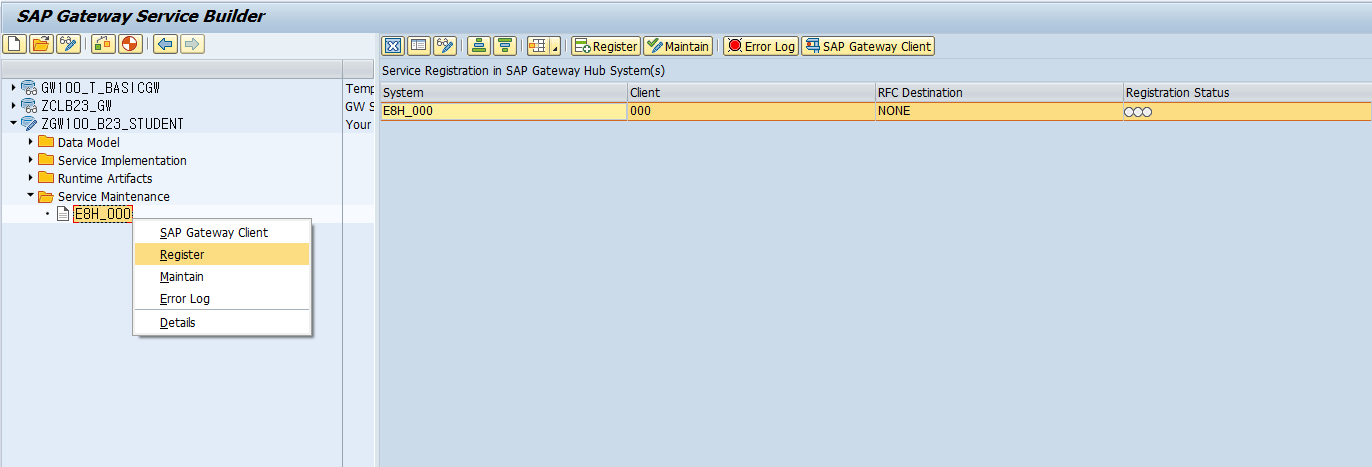 SAP Gateway Service Builder
Register Maintain Error Log SAP Gateway Client
GW100_T_BASICGW Temp
ZCLB23_GW GW S
ZGW100_B23_STUDENT Your
Data Model
Service Implementation
Runtime Artifacts
Service Maintenance
E8H_000
SAP Gateway Client
Register
Maintain
Error Log
Details
Service Registration in SAP Gateway Hub System(s)
System Client RFC Destination Registration Status
E8H_000 000 NONE